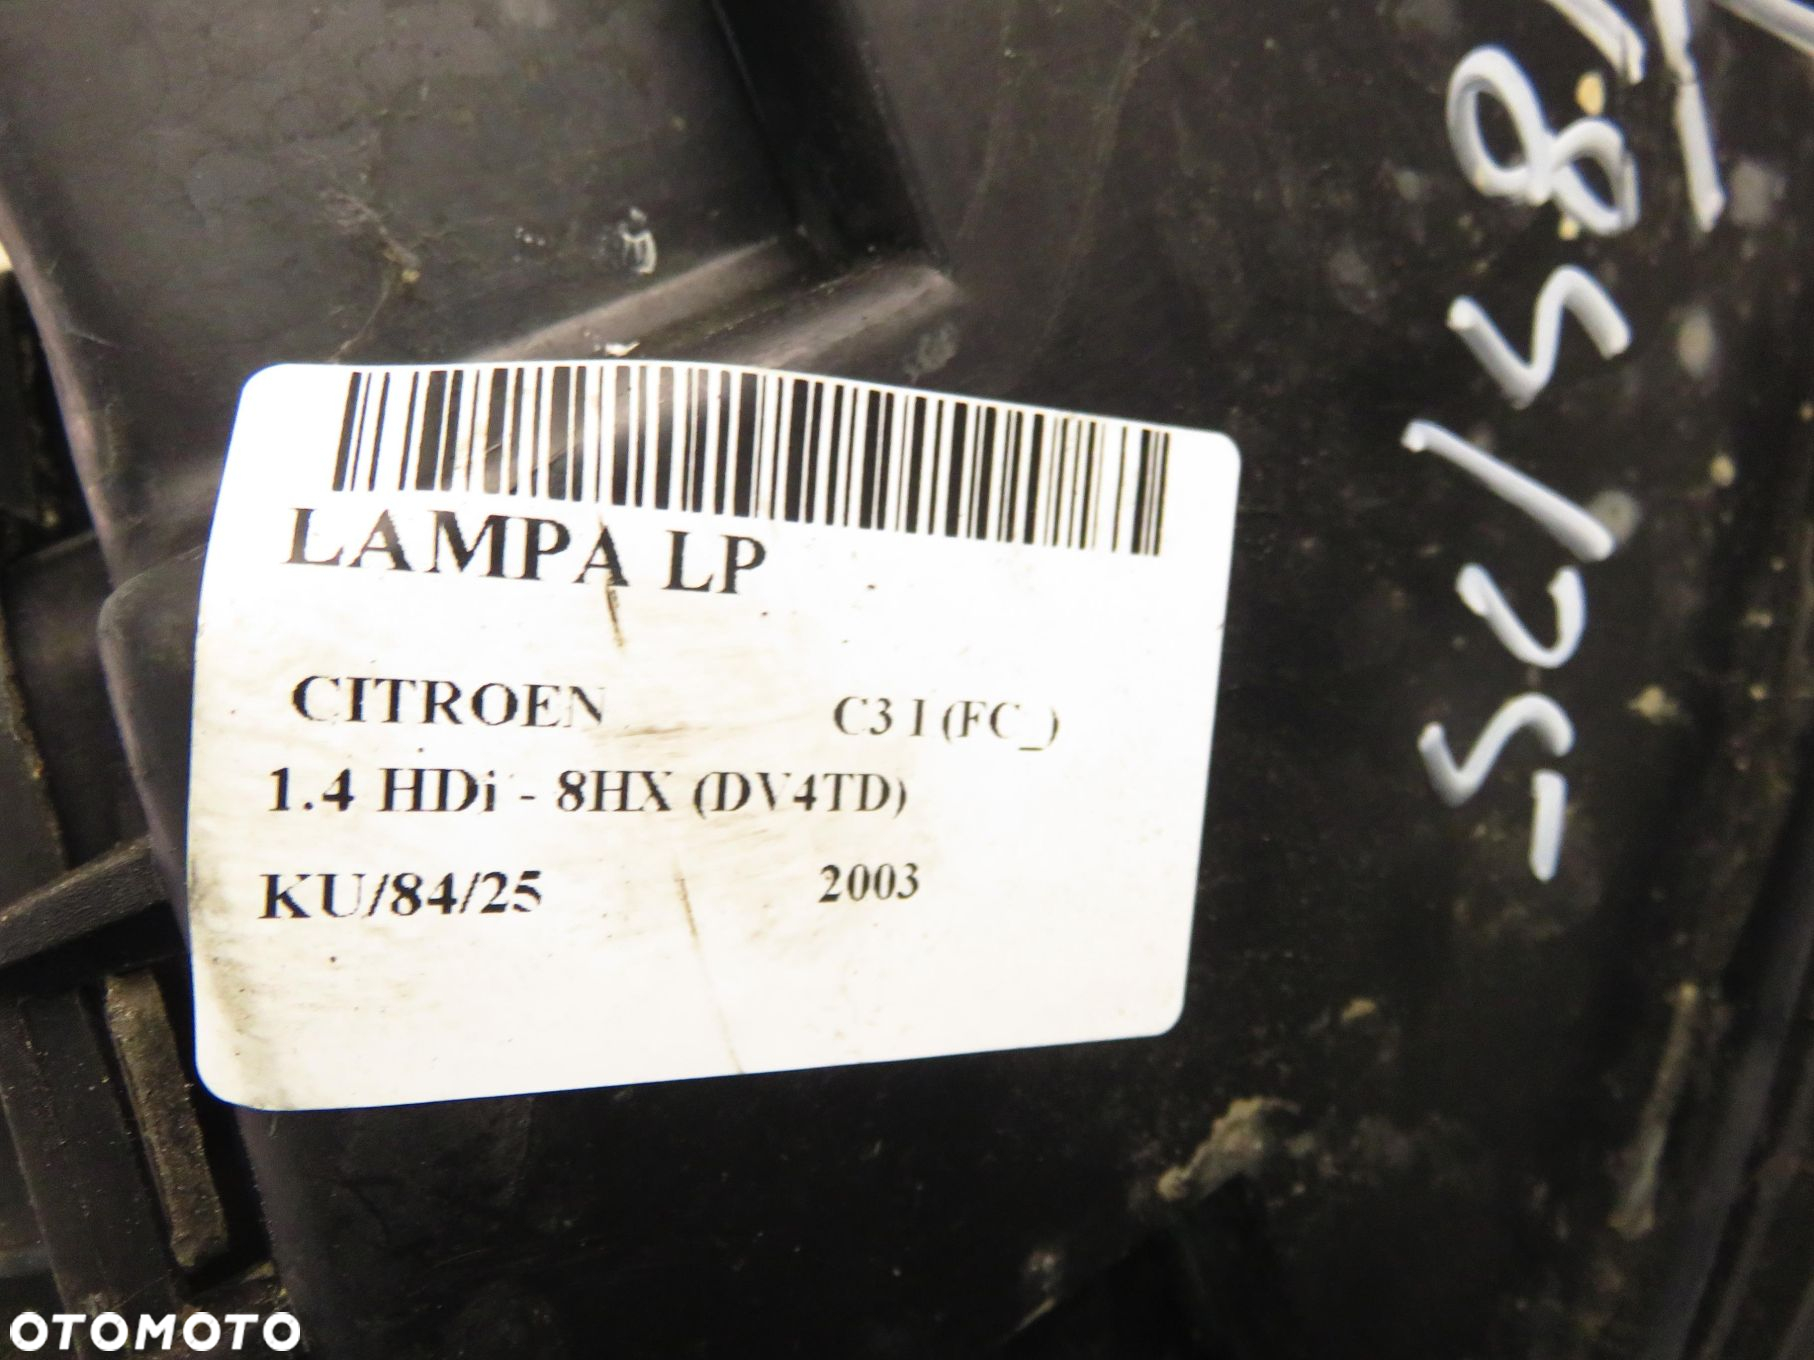 LAMPA LP
CITROEN C3 I (FC_)
1.4 HDi - 8HX (DV4TD)
KU/84/25 2003
OTOMOTO